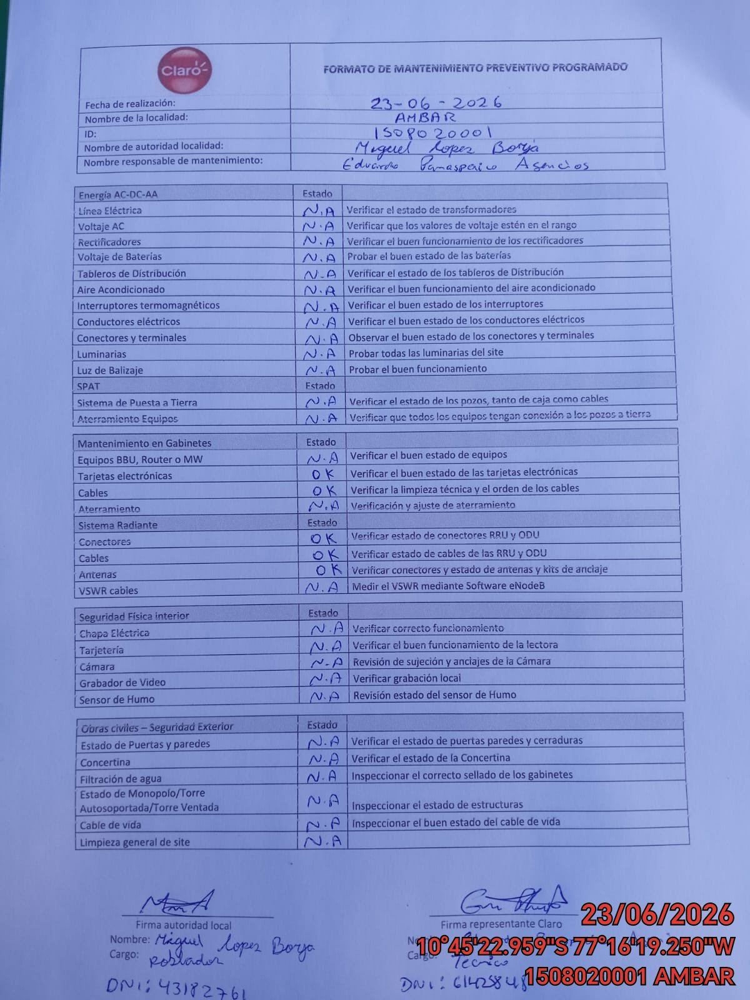 Claro
FORMATO DE MANTENIMIENTO PREVENTIVO PROGRAMADO
Fecha de realización: 23-06-2026
Nombre de la localidad: AMBAR
ID: 1508020001
Nombre de autoridad localidad: Miguel Lopez Borja
Nombre responsable de mantenimiento: Eduardo
Energía AC-DC-AA Estado
Línea Eléctrica N.A Verificar el estado de transformadores
Voltaje AC N.A Verificar que los valores de voltaje estén en el rango
Rectificadores N.A Verificar el buen funcionamiento de los rectificadores
Voltaje de Baterías N.A Probar el buen estado de las baterías
Tableros de Distribución N-A Verificar el estado de los tableros de Distribución
Aire Acondicionado N.A Verificar el buen funcionamiento del aire acondicionado
Interruptores termomagnéticos N.A Verificar el buen estado de los interruptores
Conductores eléctricos N.A Verificar el buen estado de los conductores eléctricos
Conectores y terminales N.A Observar el buen estado de los conectores y terminales
Luminarias N.A Probar todas las luminarias del site
Luz de Balizaje N.A Probar el buen funcionamiento
SPAT Estado
Sistema de Puesta a Tierra N.A Verificar el estado de los pozos, tanto de caja como cables
Aterramiento Equipos N.A Verificar que todos los equipos tengan conexión a los pozos a tierra
Mantenimiento en Gabinetes Estado
Equipos BBU, Router o MW N.A Verificar el buen estado de equipos
Tarjetas electrónicas OK Verificar el buen estado de las tarjetas electrónicas
Cables OK Verificar la limpieza técnica y el orden de los cables
Aterramiento N.A Verificación y ajuste de aterramiento
Sistema Radiante Estado
Conectores OK Verificar estado de conectores RRU y ODU
Cables OK Verificar estado de cables de las RRU y ODU
Antenas OK Verificar conectores y estado de antenas y kits de anclaje
VSWR cables N.A Medir el VSWR mediante Software eNodeB
Seguridad Física interior Estado
Chapa Eléctrica N.A Verificar correcto funcionamiento
Tarjetería N.A Verificar el buen funcionamiento de la lectora
Cámara N-A Revisión de sujeción y anclajes de la Cámara
Grabador de Video N.A Verificar grabación local
Sensor de Humo N.A Revisión estado del sensor de Humo
Obras civiles – Seguridad Exterior Estado
Estado de Puertas y paredes N.A Verificar el estado de puertas paredes y cerraduras
Concertina N.A Verificar el estado de la Concertina
Filtración de agua N.A Inspeccionar el correcto sellado de los gabinetes
Estado de Monopolo/Torre
Autosoportada/Torre Ventada N.A Inspeccionar el estado de estructuras
Cable de vida N.A Inspeccionar el buen estado del cable de vida
Limpieza general de site N.A
Firma autoridad local Firma representante Claro
Nombre: Miguel Lopez Borja
Cargo: Poblador Cargo: Tecnico
DNI: 43182761 DNI: 61425848
23/06/2026
10°45'22.959"S 77°16'19.250"W
1508020001 AMBAR